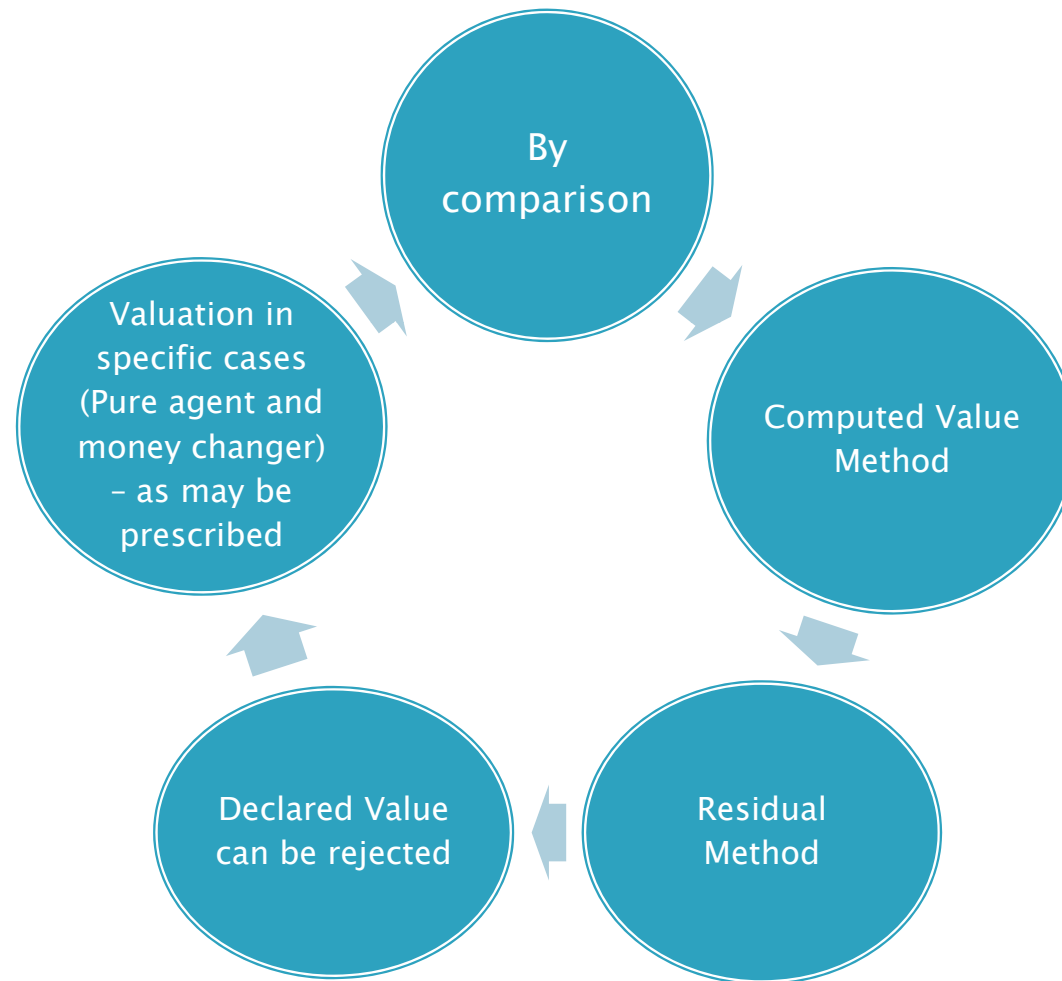 By
comparison
Computed Value
Method
Residual
Method
Declared Value
can be rejected
Valuation in
specific cases
(Pure agent and
money changer)
– as may be
prescribed